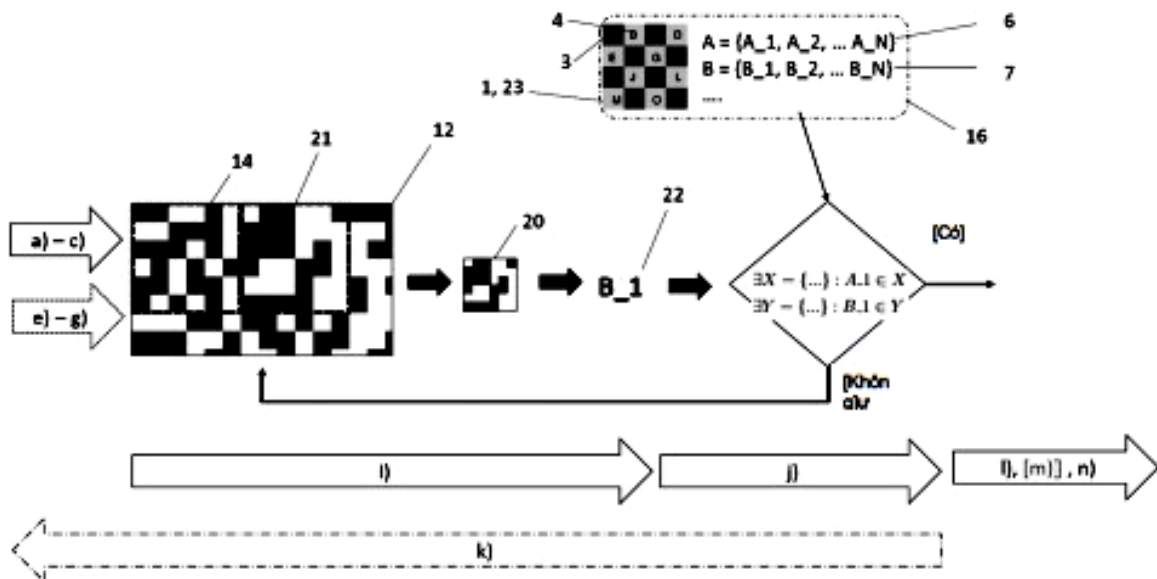 4
6
3
B D
E G
J L
M O
A = {A_1, A_2, ... A_N}
B = {B_1, B_2, ... B_N}
....
7
1, 23
16
14
21
12
20
22
a) – c)
e) – g)
B_1
[Có]
∃X = {...} : A.1 ∈ X
∃Y = {...} : B.1 ∈ Y
[Khôn
g]ư
i)
j)
l), [m)] , n)
k)